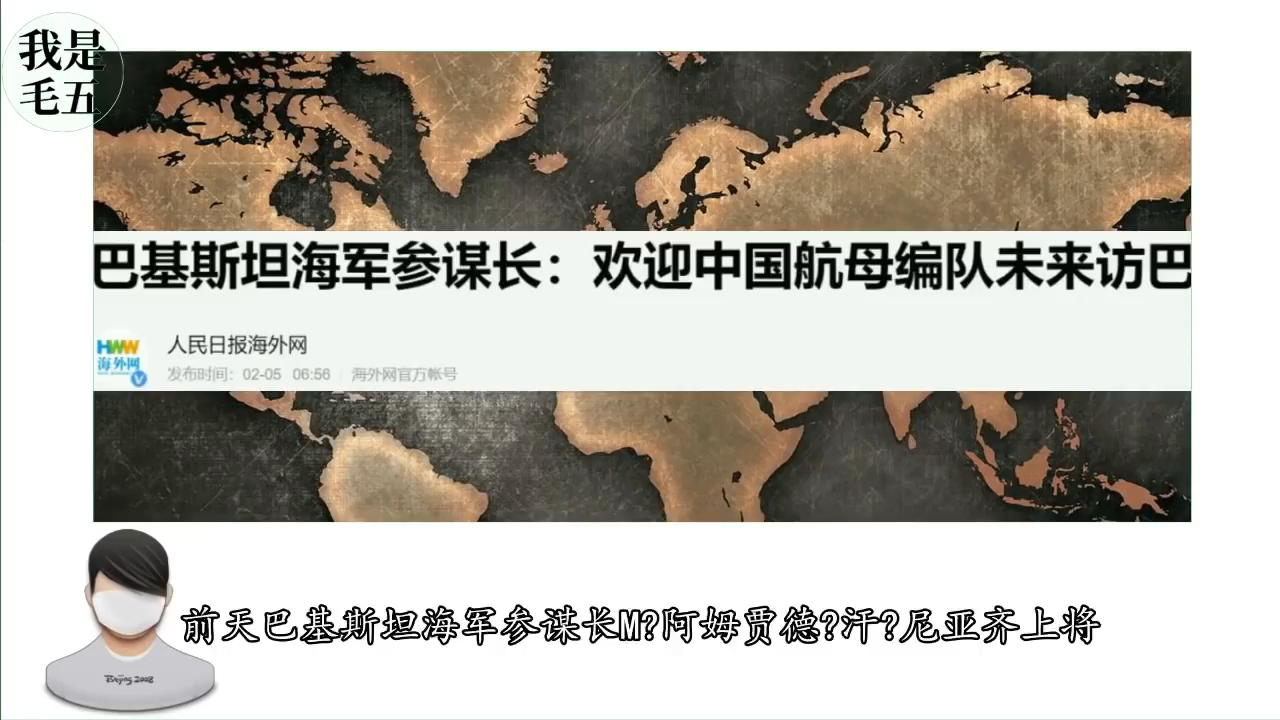 我是
毛五
巴基斯坦海军参谋长：欢迎中国航母编队未来访巴
HWW
海外网
人民日报海外网
发布时间：02-05 06:56 海外网官方帐号
前天巴基斯坦海军参谋长M?阿姆贾德?汗?尼亚齐上将
Beijing 2008